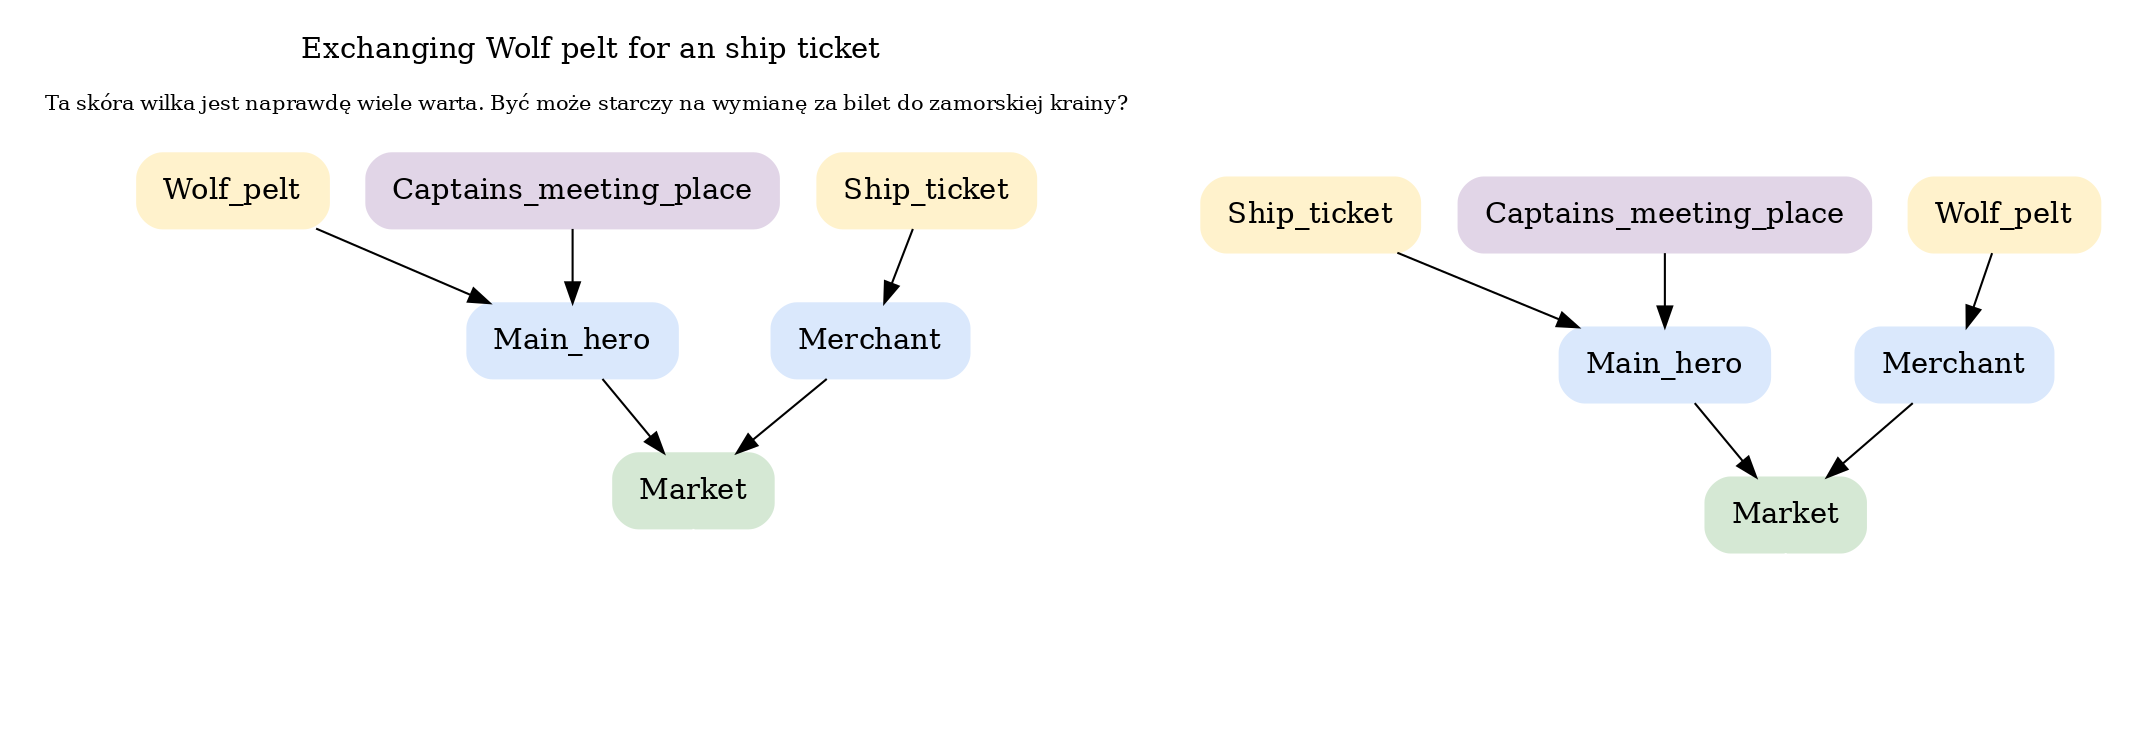 Exchanging Wolf pelt for an ship ticket
Ta skóra wilka jest naprawdę wiele warta. Być może starczy na wymianę za bilet do zamorskiej krainy?
Wolf_pelt
Captains_meeting_place
Ship_ticket
Main_hero
Merchant
Market
Ship_ticket
Captains_meeting_place
Wolf_pelt
Main_hero
Merchant
Market